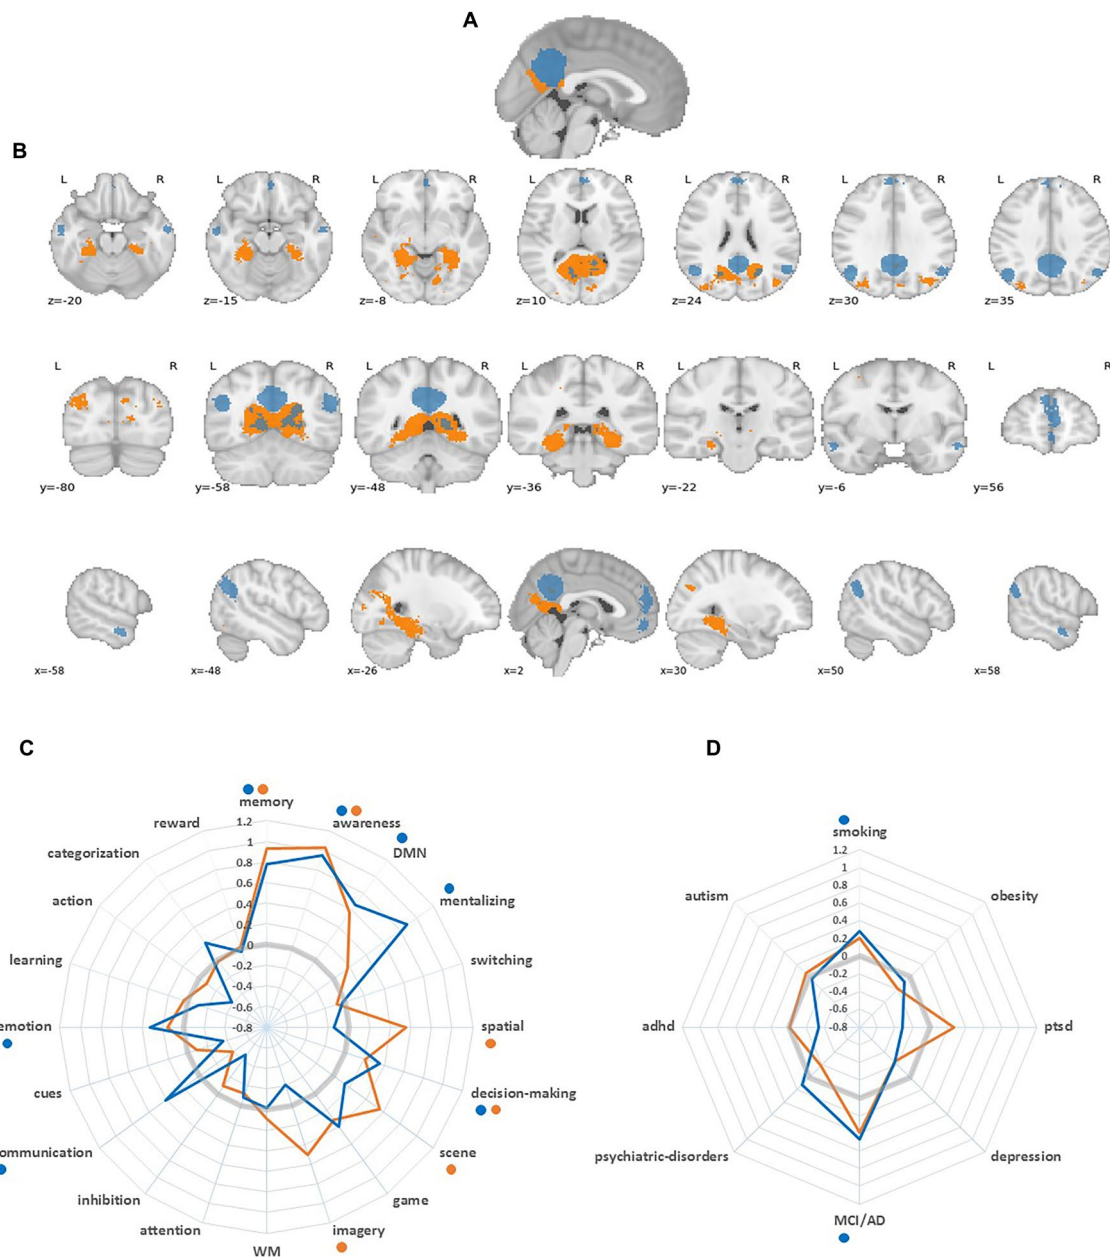 A
B
L R L R L R L R L R L R L R
z=-20 z=-15 z=-8 z=10 z=24 z=30 z=35
L R L R L R L R L R L R L R
y=-80 y=-58 y=-48 y=-36 y=-22 y=-6 y=56
x=-58 x=-48 x=-26 x=2 x=30 x=50 x=58
C
memory
awareness
DMN
mentalizing
switching
spatial
decision-making
scene
game
imagery
WM
attention
inhibition
ommunication
cues
emotion
learning
action
categorization
reward
1.2
1
0.8
0.6
0.4
0.2
0
-0.2
-0.4
-0.6
-0.8
D
smoking
obesity
ptsd
depression
MCI/AD
psychiatric-disorders
adhd
autism
1.2
1
0.8
0.6
0.4
0.2
0
-0.2
-0.4
-0.6
-0.8